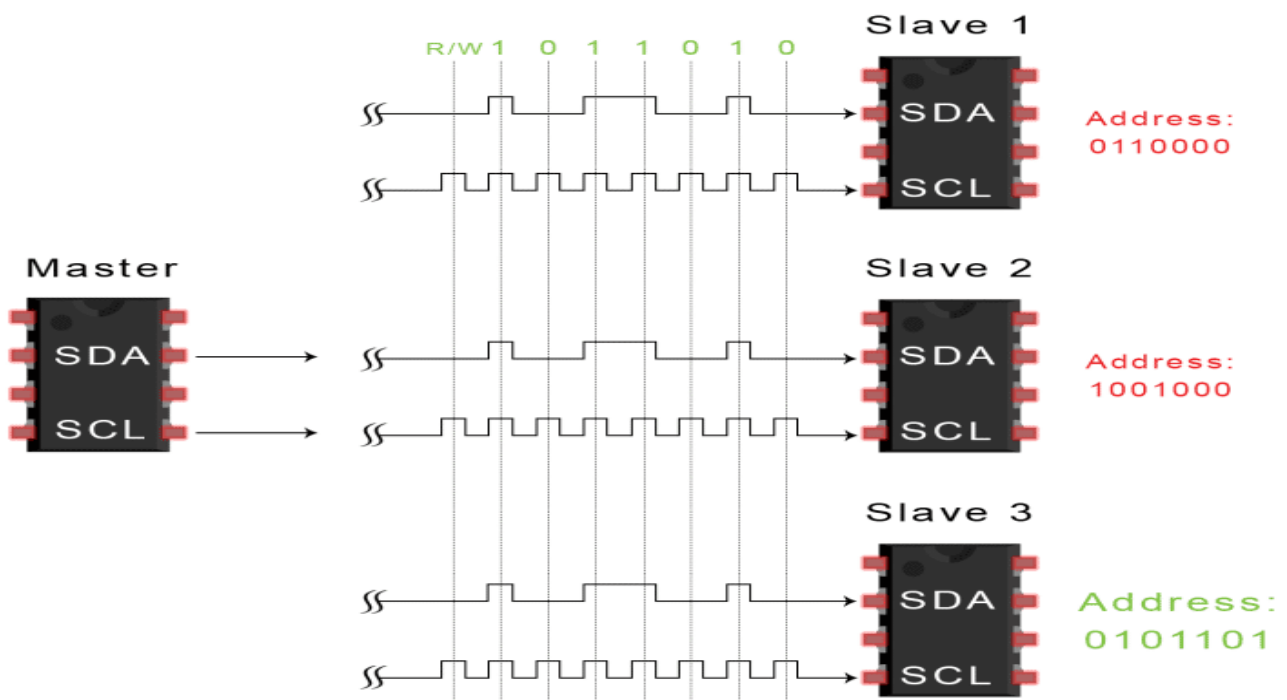 Slave 1
R/W 1 0 1 1 0 1 0
SDA
SCL
Address:
0110000
Master
SDA
SCL
Slave 2
SDA
SCL
Address:
1001000
Slave 3
SDA
SCL
Address:
0101101